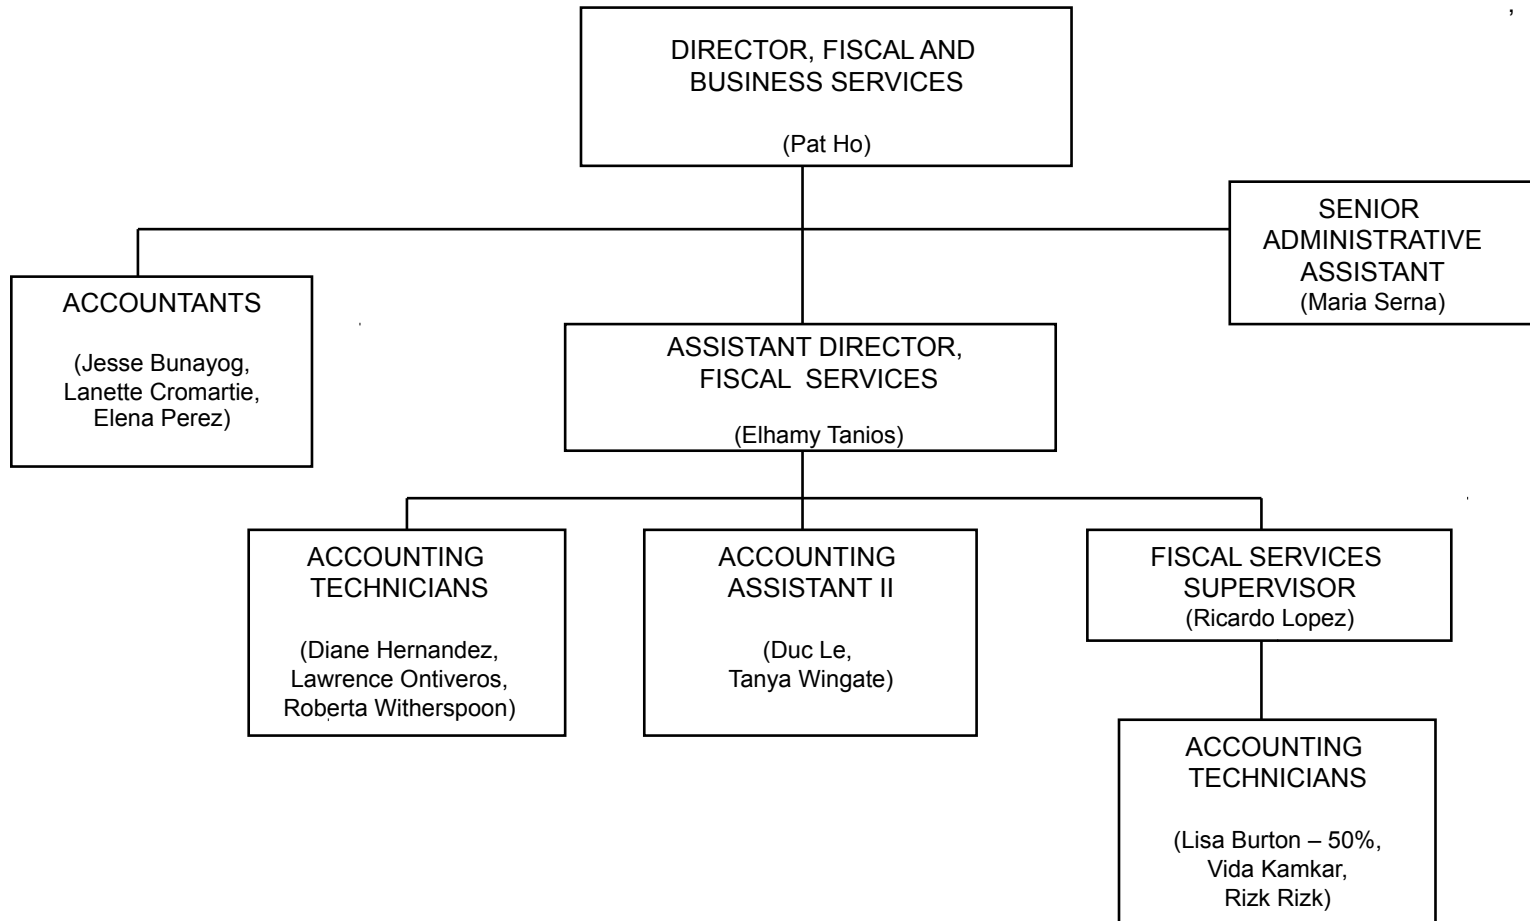 DIRECTOR, FISCAL AND
BUSINESS SERVICES
(Pat Ho)
SENIOR
ADMINISTRATIVE
ASSISTANT
(Maria Serna)
ACCOUNTANTS
(Jesse Bunayog,
Lanette Cromartie,
Elena Perez)
ASSISTANT DIRECTOR,
FISCAL SERVICES
(Elhamy Tanios)
ACCOUNTING
TECHNICIANS
(Diane Hernandez,
Lawrence Ontiveros,
Roberta Witherspoon)
ACCOUNTING
ASSISTANT II
(Duc Le,
Tanya Wingate)
FISCAL SERVICES
SUPERVISOR
(Ricardo Lopez)
ACCOUNTING
TECHNICIANS
(Lisa Burton – 50%,
Vida Kamkar,
Rizk Rizk)